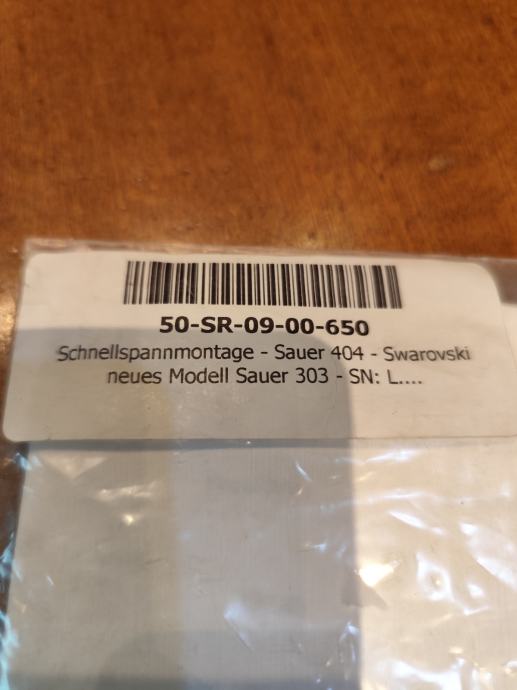 50-SR-09-00-650
Schnellspannmontage - Sauer 404 - Swarovski
neues Modell Sauer 303 - SN: L....